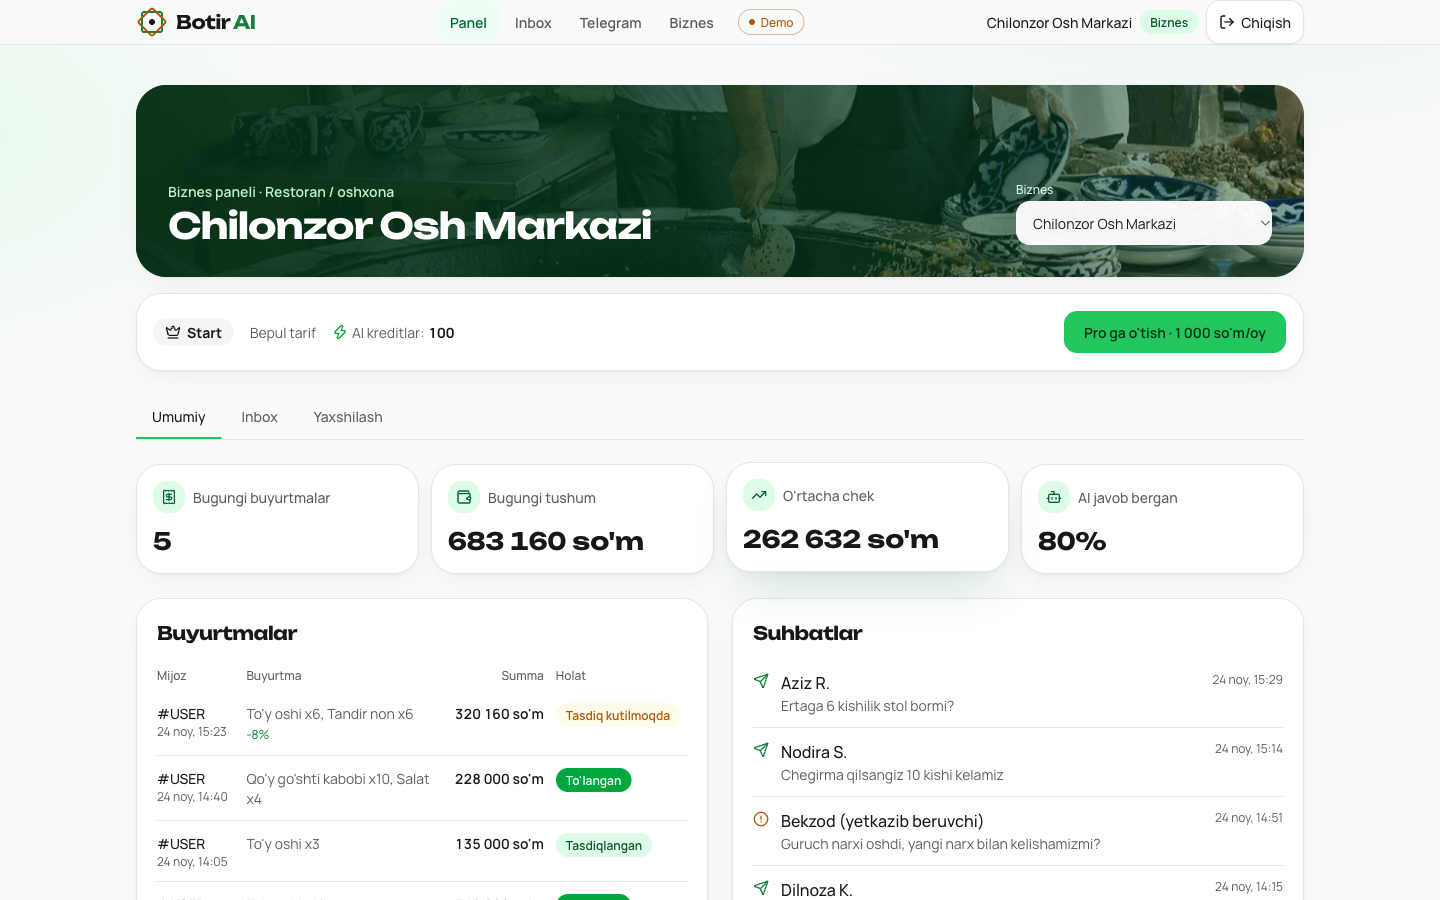 Botir AI
Panel
Inbox
Telegram
Biznes
Demo
Chilonzor Osh Markazi
Biznes
Chiqish
Biznes paneli · Restoran / oshxona
Chilonzor Osh Markazi
Biznes
Chilonzor Osh Markazi
Start
Bepul tarif
AI kreditlar: 100
Pro ga o'tish · 1 000 so'm/oy
Umumiy
Inbox
Yaxshilash
Bugungi buyurtmalar
5
Bugungi tushum
683 160 so'm
O'rtacha chek
262 632 so'm
AI javob bergan
80%
Buyurtmalar
Mijoz Buyurtma Summa Holat
#USER To'y oshi x6, Tandir non x6 320 160 so'm Tasdiq kutilmoqda
24 noy, 15:23 -8%
#USER Qo'y go'shti kabobi x10, Salat 228 000 so'm To'langan
24 noy, 14:40 x4
#USER To'y oshi x3 135 000 so'm Tasdiqlangan
24 noy, 14:05
Suhbatlar
Aziz R. 24 noy, 15:29
Ertaga 6 kishilik stol bormi?
Nodira S. 24 noy, 15:14
Chegirma qilsangiz 10 kishi kelamiz
Bekzod (yetkazib beruvchi) 24 noy, 14:51
Guruch narxi oshdi, yangi narx bilan kelishamizmi?
Dilnoza K. 24 noy, 14:15